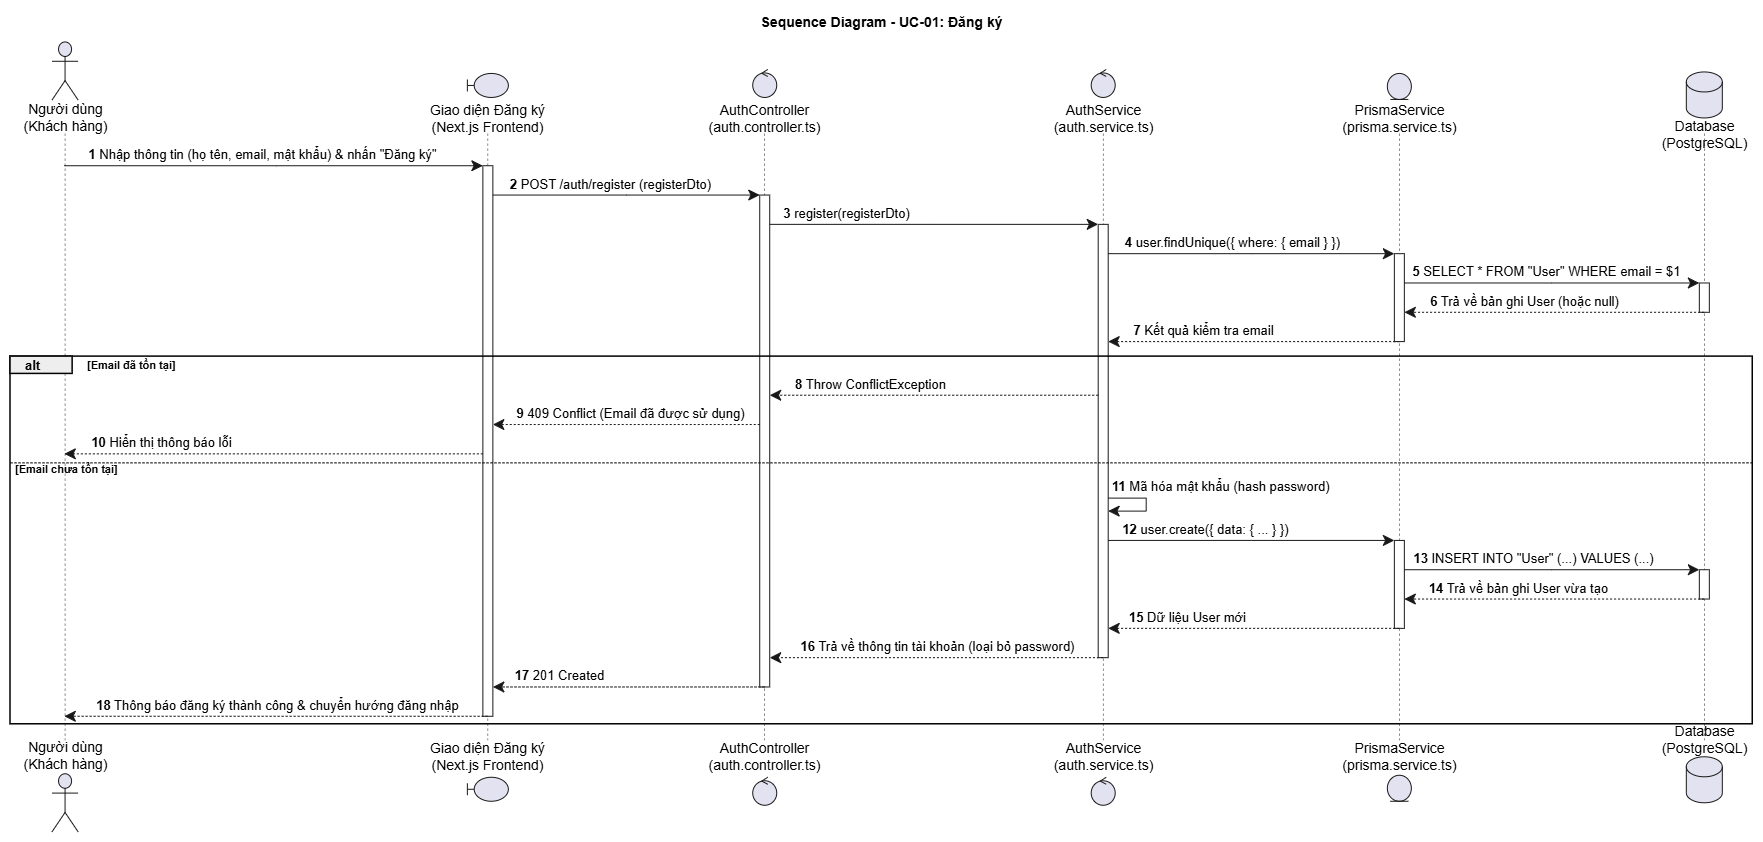 Sequence Diagram - UC-01: Đăng ký
Người dùng
(Khách hàng)
Giao diện Đăng ký
(Next.js Frontend)
AuthController
(auth.controller.ts)
AuthService
(auth.service.ts)
PrismaService
(prisma.service.ts)
Database
(PostgreSQL)
1 Nhập thông tin (họ tên, email, mật khẩu) & nhấn "Đăng ký"
2 POST /auth/register (registerDto)
3 register(registerDto)
4 user.findUnique({ where: { email } })
5 SELECT * FROM "User" WHERE email = $1
6 Trả về bản ghi User (hoặc null)
7 Kết quả kiểm tra email
alt [Email đã tồn tại]
8 Throw ConflictException
9 409 Conflict (Email đã được sử dụng)
10 Hiển thị thông báo lỗi
[Email chưa tồn tại]
11 Mã hóa mật khẩu (hash password)
12 user.create({ data: { ... } })
13 INSERT INTO "User" (...) VALUES (...)
14 Trả về bản ghi User vừa tạo
15 Dữ liệu User mới
16 Trả về thông tin tài khoản (loại bỏ password)
17 201 Created
18 Thông báo đăng ký thành công & chuyển hướng đăng nhập
Người dùng
(Khách hàng)
Giao diện Đăng ký
(Next.js Frontend)
AuthController
(auth.controller.ts)
AuthService
(auth.service.ts)
PrismaService
(prisma.service.ts)
Database
(PostgreSQL)